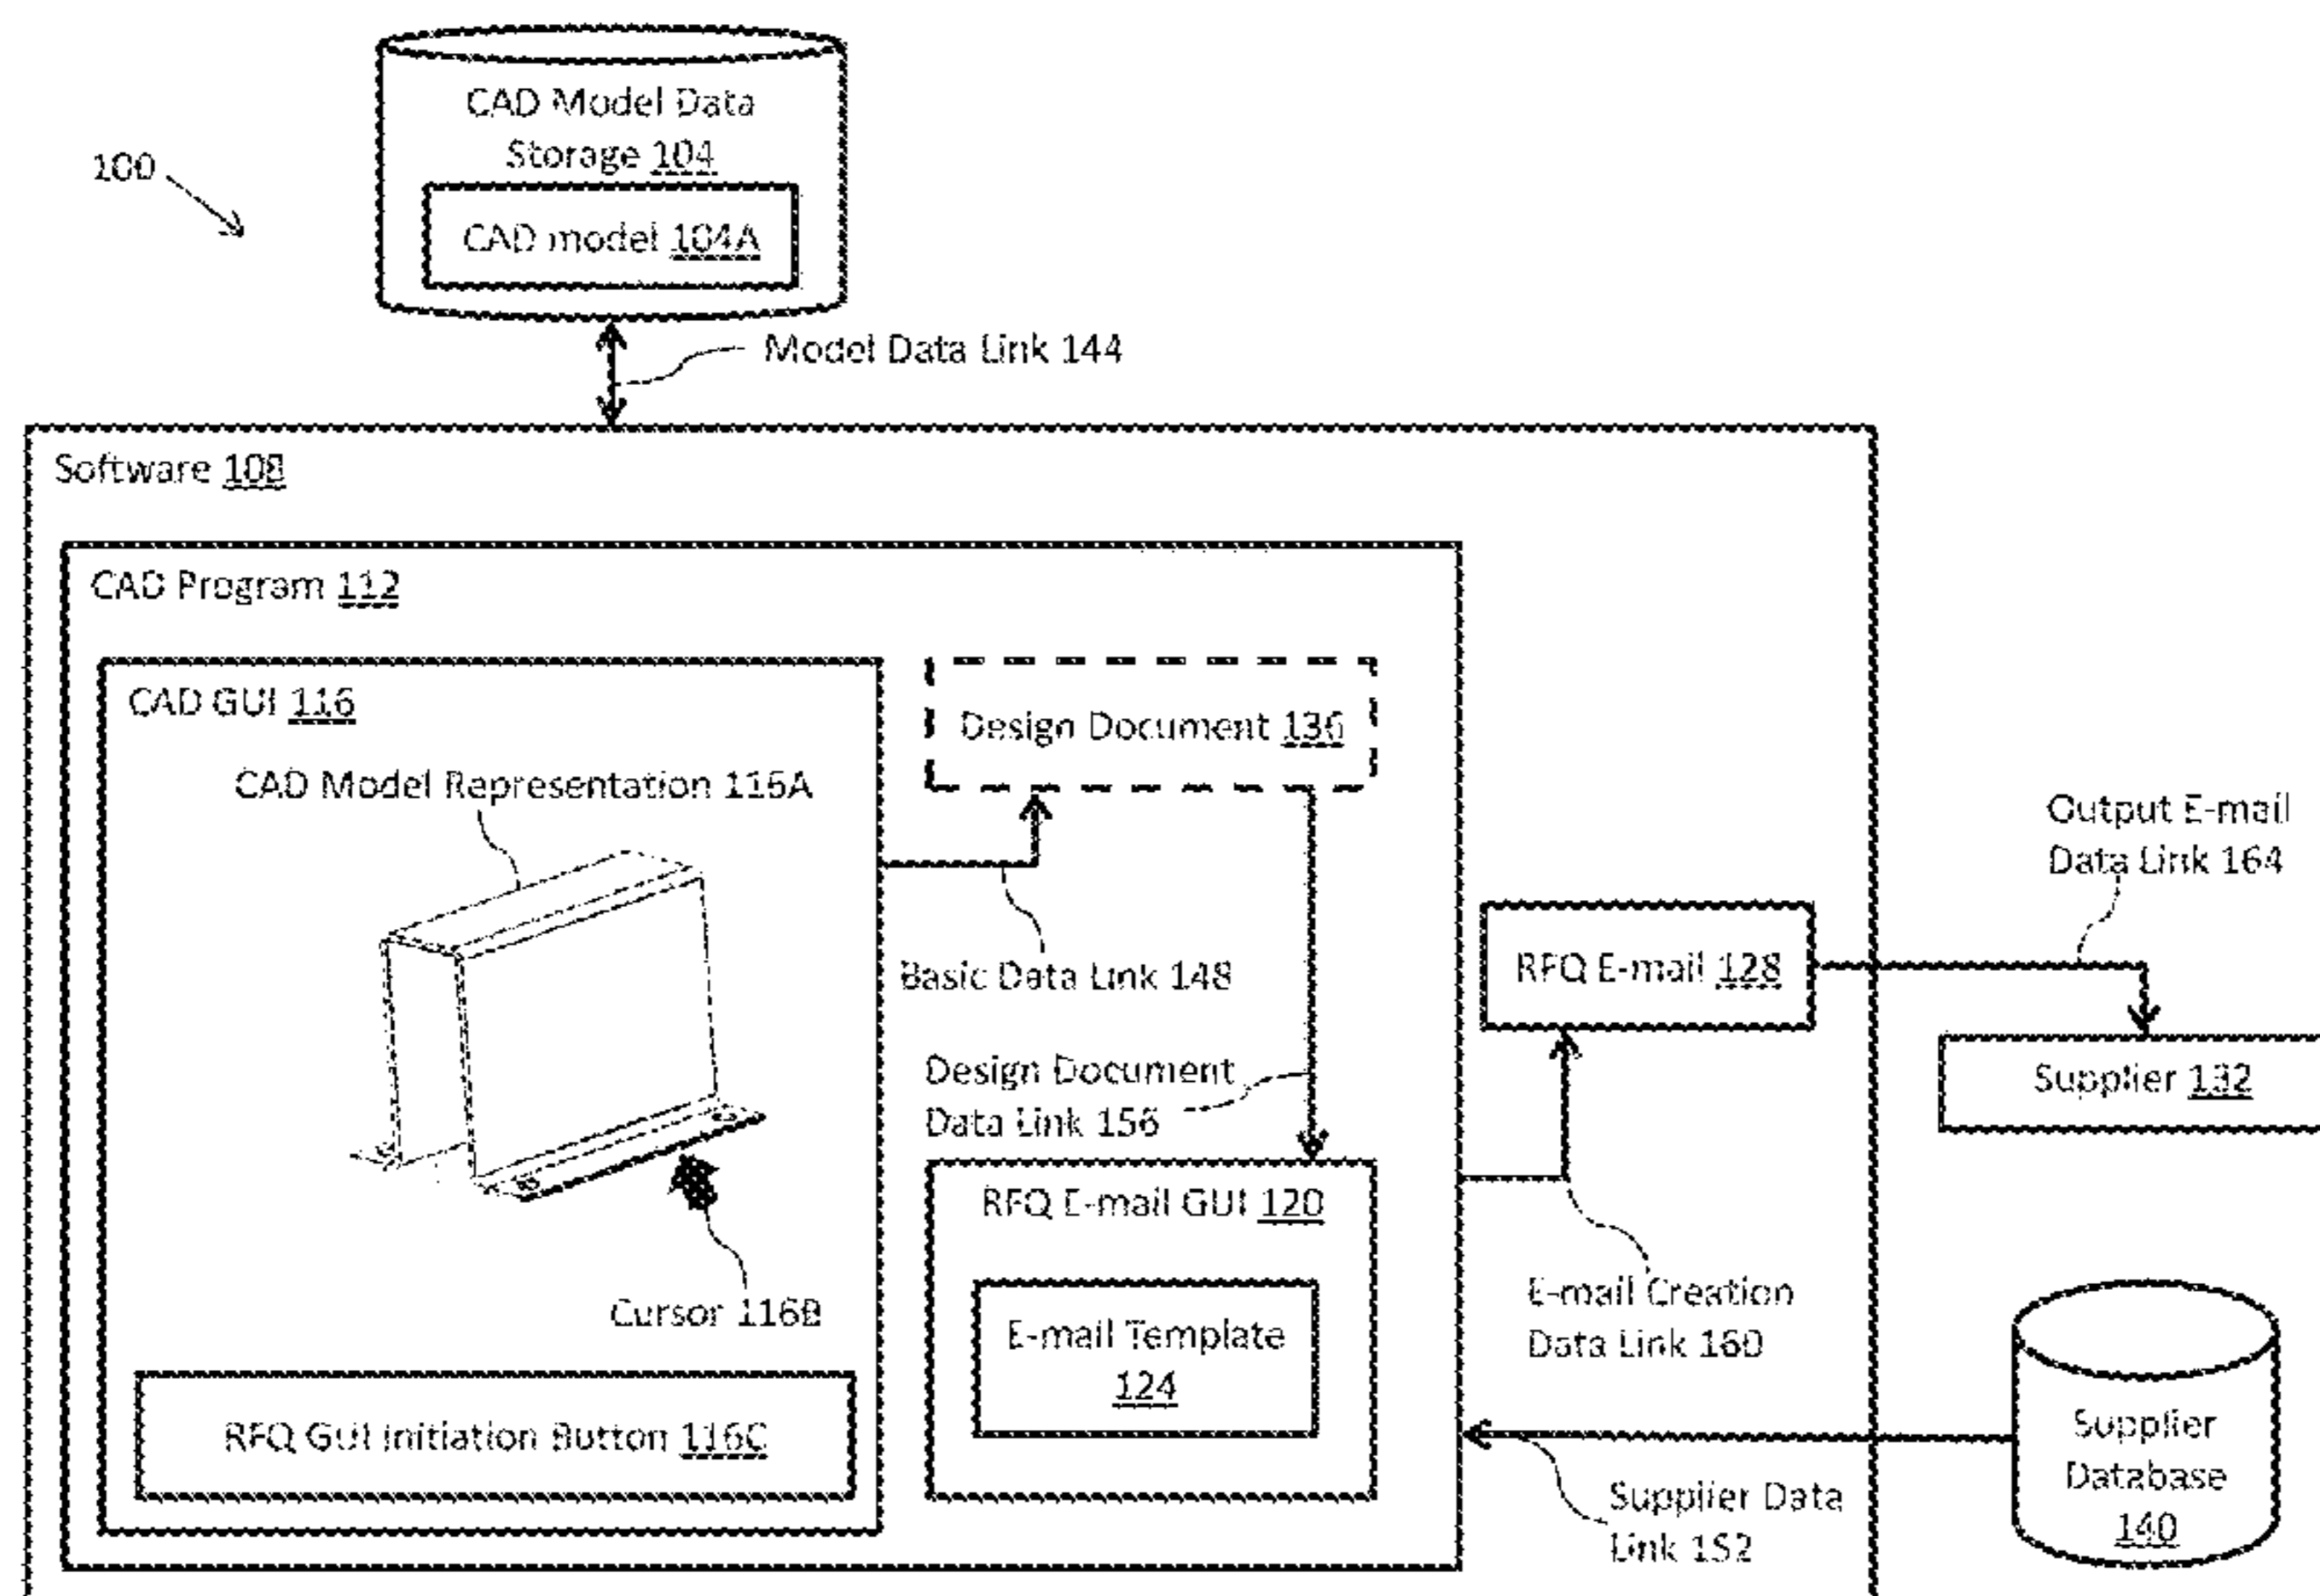 CAD Model Data
Storage 104
100
CAD model 104A
Model Data Link 144
Software 108
CAD Program 112
CAD GUI 116
Design Document 136
CAD Model Representation 116A
Output E-mail
Data Link 164
Basic Data Link 148
RFQ E-mail 128
Design Document
Data Link 156
Supplier 132
RFQ E-mail GUI 120
Cursor 116B
E-mail Template
124
E-mail Creation
Data Link 160
RFQ GUI Initiation Button 116C
Supplier
Database
140
Supplier Data
Link 152